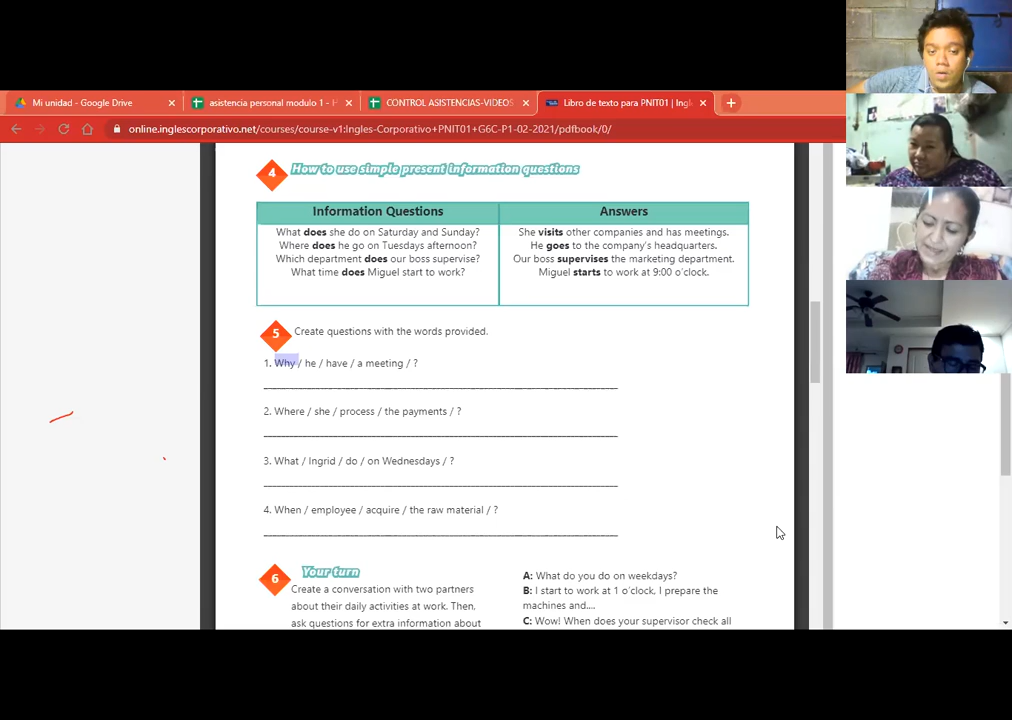 Mi unidad - Google Drive
asistencia personal modulo 1 - H
CONTROL ASISTENCIAS-VIDEOS
Libro de texto para PNIT01 | Ingl
online.inglescorporativo.net/courses/course-v1:Ingles-Corporativo+PNIT01+G6C-P1-02-2021/pdfbook/0/
4 How to use simple present information questions
Information Questions
What does she do on Saturday and Sunday?
Where does he go on Tuesdays afternoon?
Which department does our boss supervise?
What time does Miguel start to work?
Answers
She visits other companies and has meetings.
He goes to the company's headquarters.
Our boss supervises the marketing department.
Miguel starts to work at 9:00 o'clock.
5 Create questions with the words provided.
1. Why / he / have / a meeting / ?
2. Where / she / process / the payments / ?
3. What / Ingrid / do / on Wednesdays / ?
4. When / employee / acquire / the raw material / ?
6 Your turn
Create a conversation with two partners
about their daily activities at work. Then,
ask questions for extra information about
A: What do you do on weekdays?
B: I start to work at 1 o'clock, I prepare the
machines and....
C: Wow! When does your supervisor check all